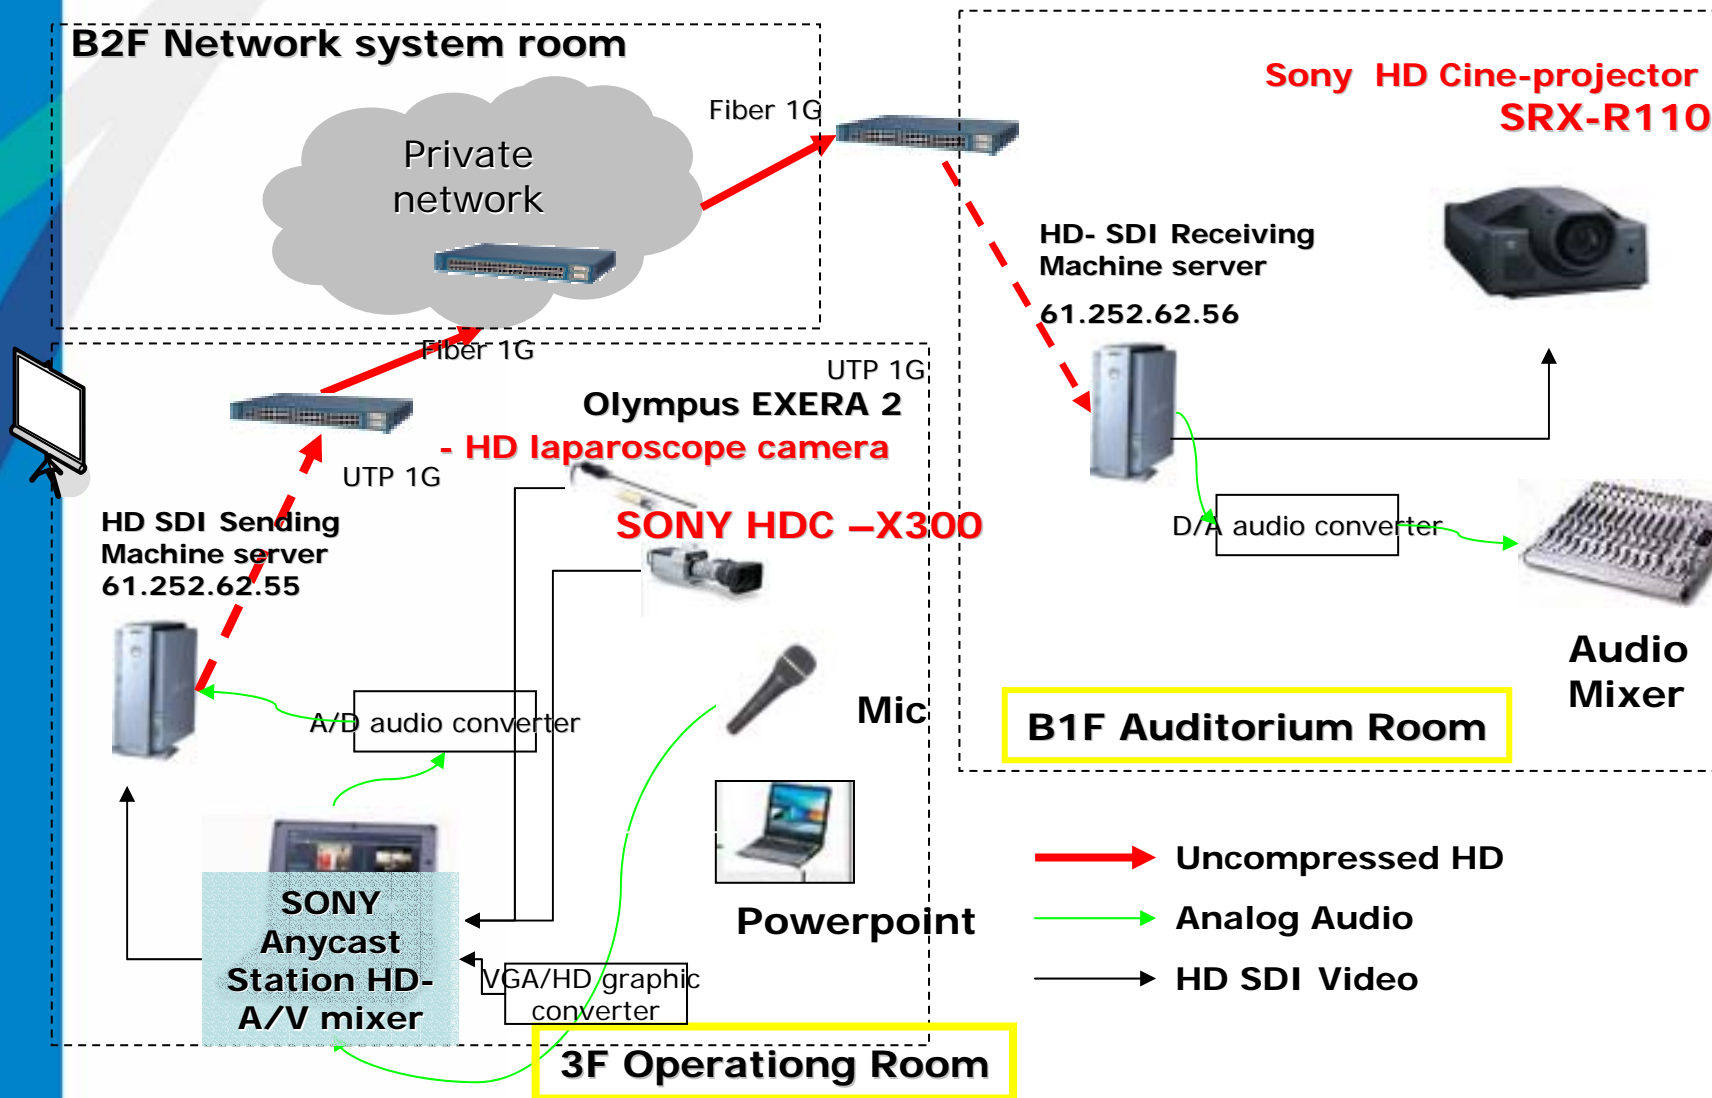 B2F Network system room
Private
network
Fiber 1G
Sony HD Cine-projector
SRX-R110
HD- SDI Receiving
Machine server
61.252.62.56
Fiber 1G
UTP 1G
Olympus EXERA 2
- HD laparoscope camera
UTP 1G
SONY HDC –X300
HD SDI Sending
Machine server
61.252.62.55
D/A audio converter
Audio
Mixer
A/D audio converter
Mic
B1F Auditorium Room
Powerpoint
SONY
Anycast
Station HD-
A/V mixer
VGA/HD graphic
converter
3F Operationg Room
Uncompressed HD
Analog Audio
HD SDI Video